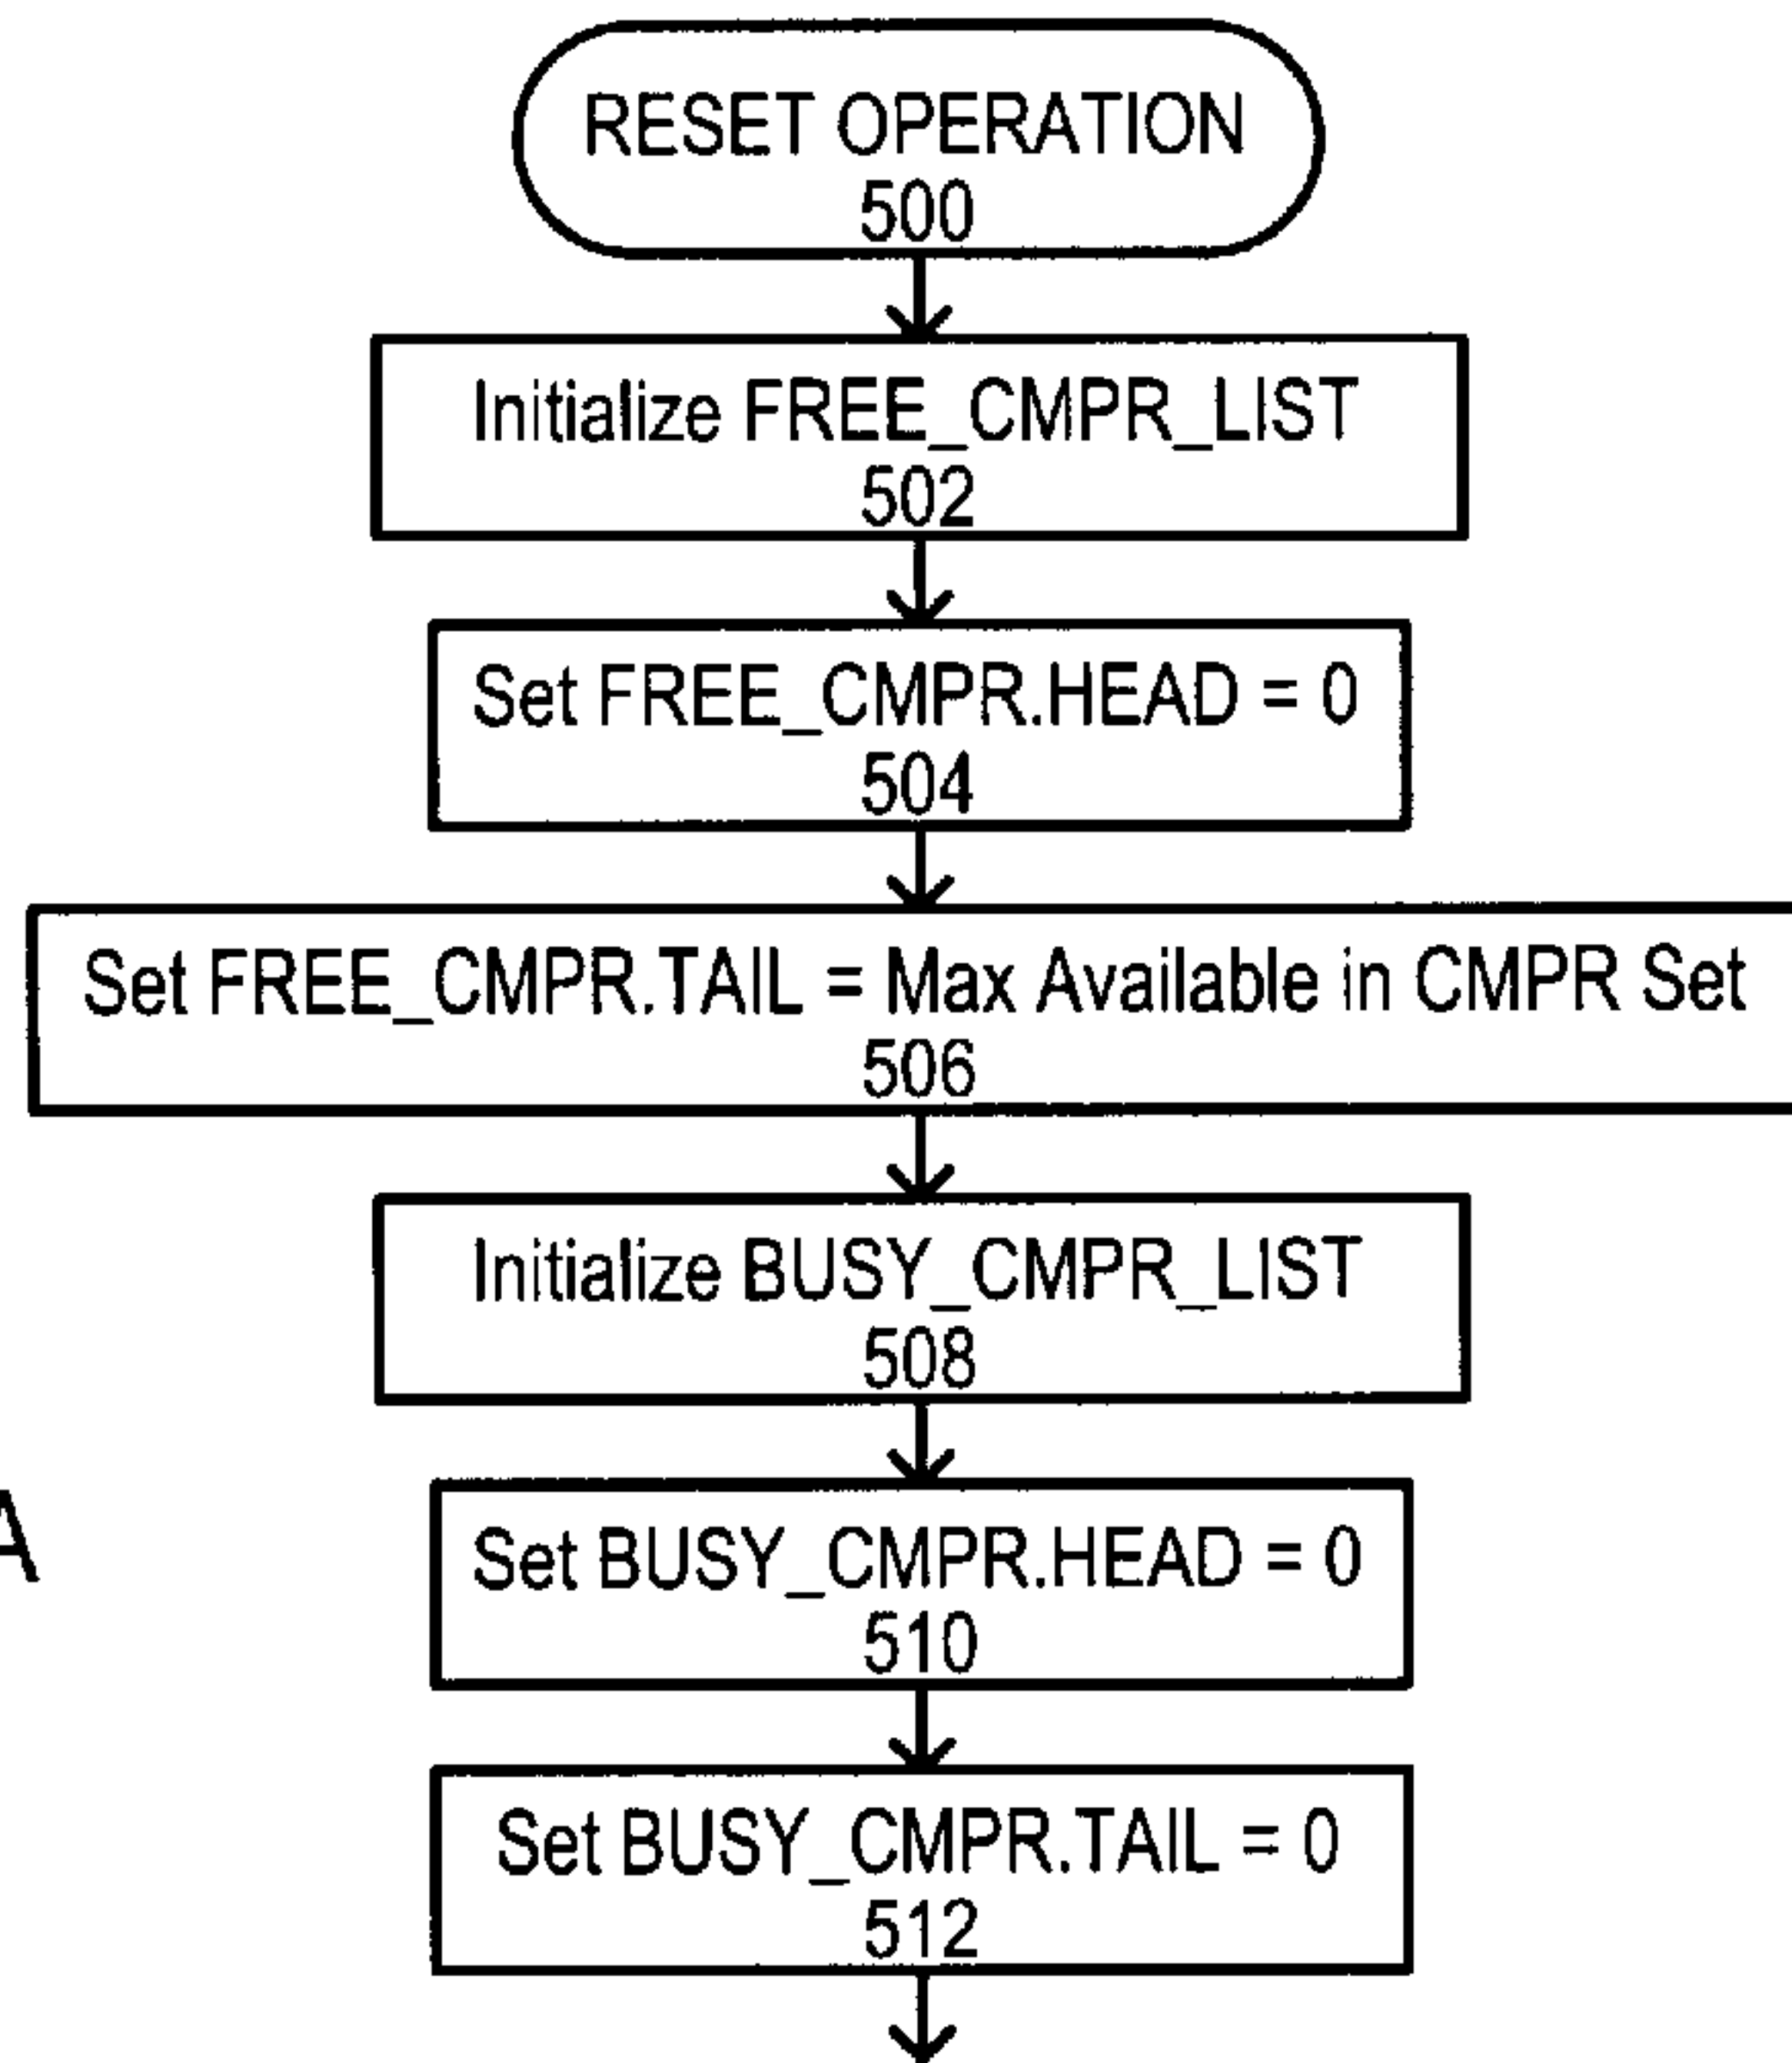 RESET OPERATION
500
Initialize FREE_CMPR_LIST
502
Set FREE_CMPR.HEAD = 0
504
Set FREE_CMPR.TAIL = Max Available in CMPR Set
506
Initialize BUSY_CMPR_LIST
508
A
Set BUSY_CMPR.HEAD = 0
510
Set BUSY_CMPR.TAIL = 0
512